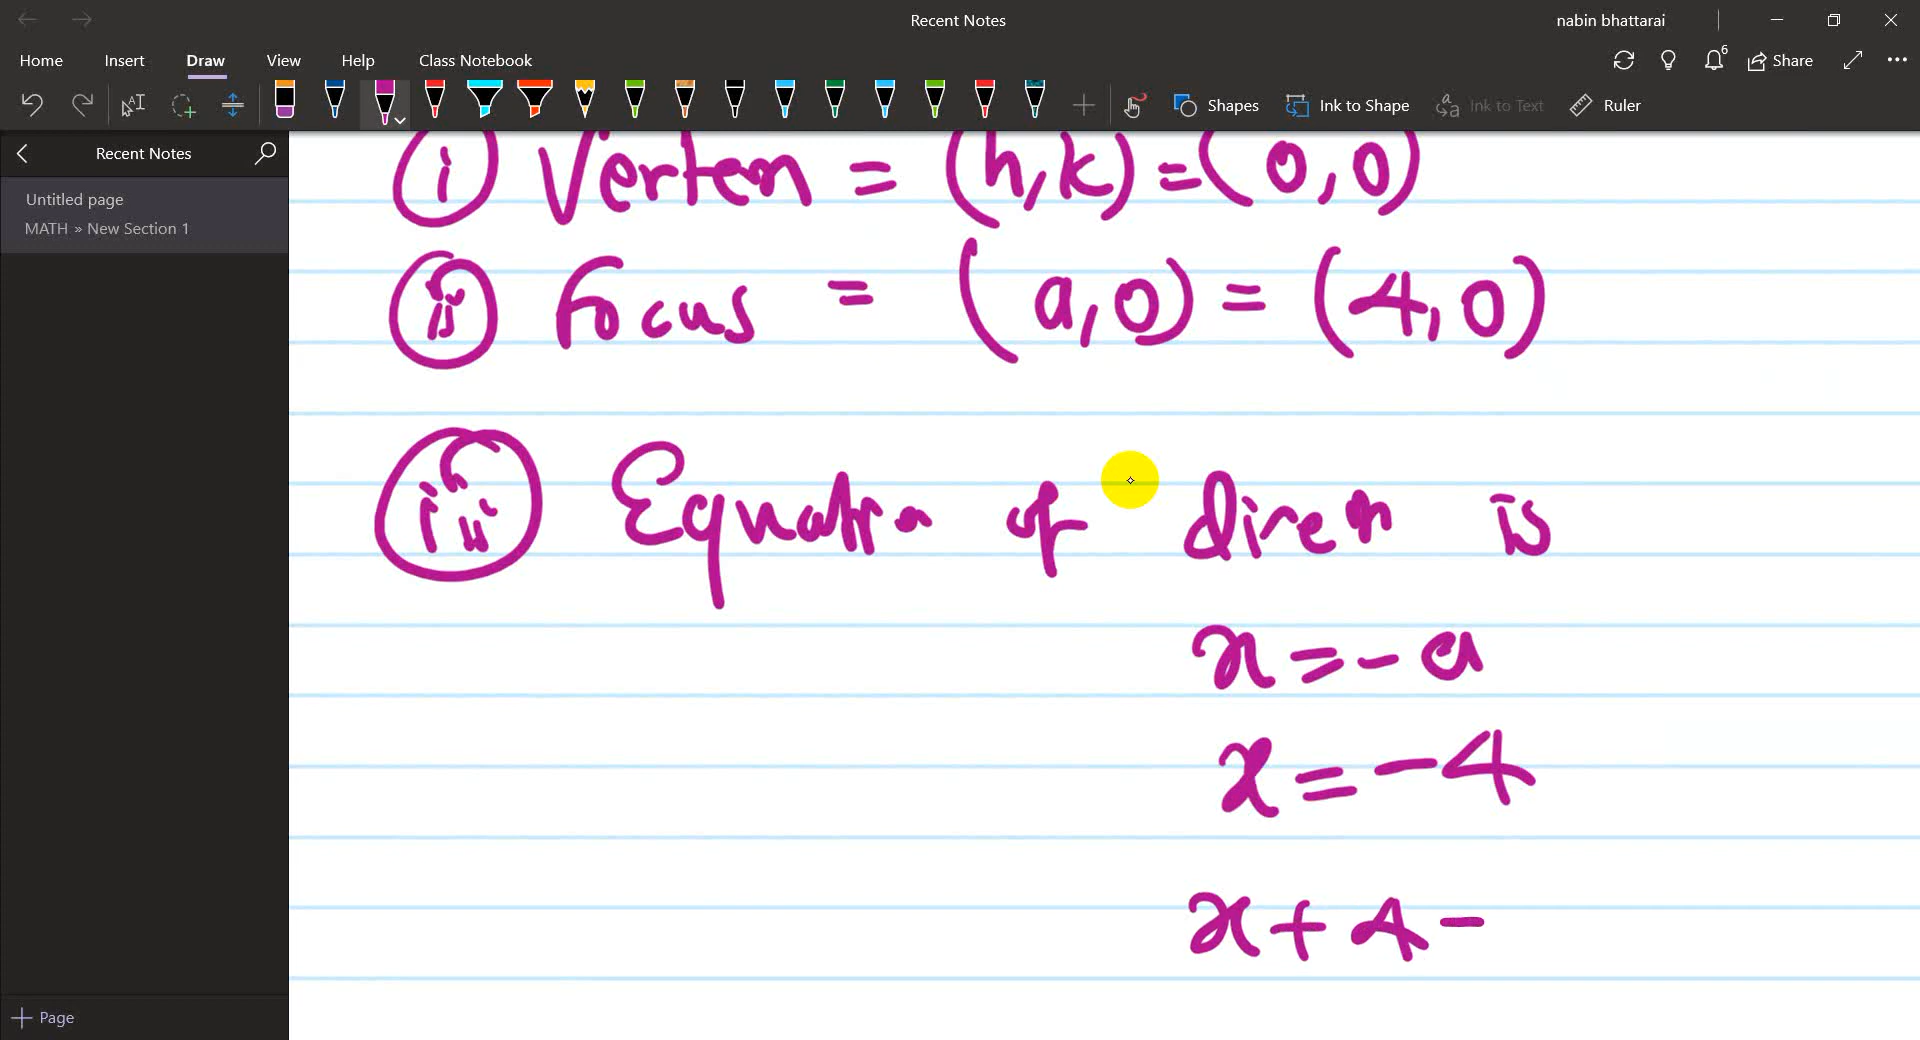 Recent Notes
nabin bhattarai
Home Insert Draw View Help Class Notebook
6 Share
Shapes Ink to Shape Ink to Text Ruler
Recent Notes
Untitled page
MATH » New Section 1
(i) Vertex = (h,k) = (0,0)
(ii) focus = (a,0) = (4,0)
(iii) Equation of is
x = - a
x = - 4
x + 4 -
Page